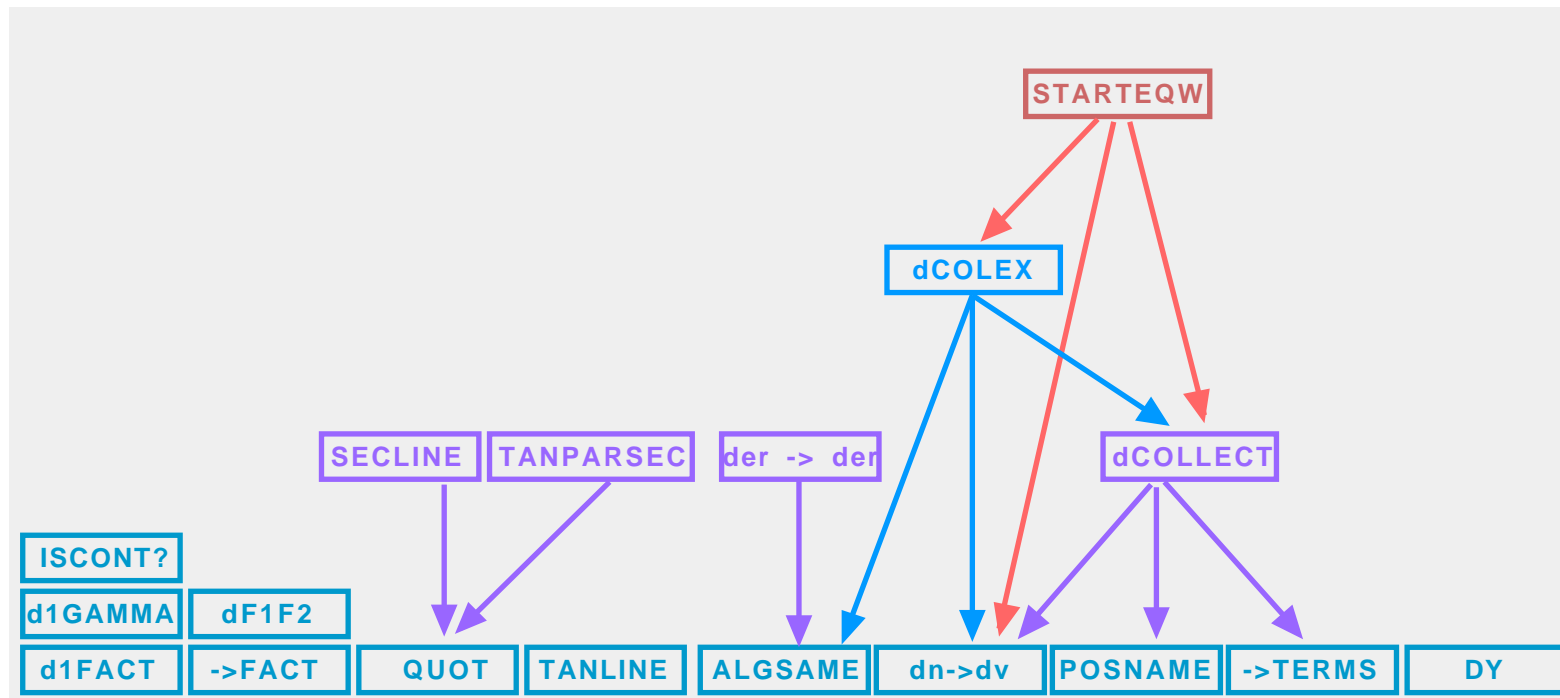 STARTEQW
dCOLEX
SECLINE TANPARSEC der -> der dCOLLECT
ISCONT?
d1GAMMA dF1F2
d1FACT ->FACT QUOT TANLINE ALGSAME dn->dv POSNAME ->TERMS DY